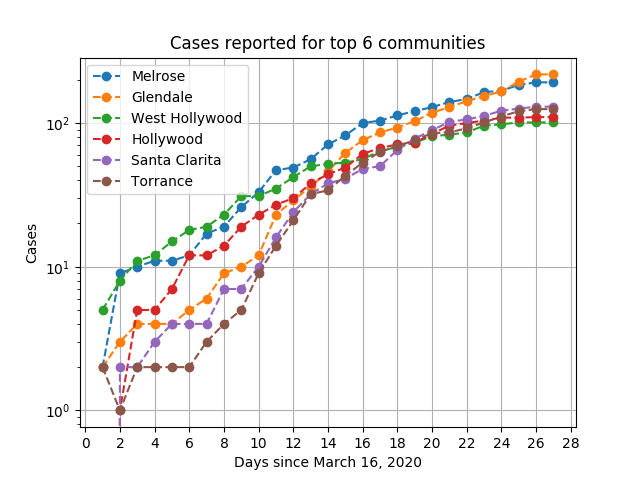 Cases reported for top 6 communities
Melrose
Glendale
West Hollywood
Hollywood
Santa Clarita
Torrance
Cases
10²
10¹
10⁰
0 2 4 6 8 10 12 14 16 18 20 22 24 26 28
Days since March 16, 2020